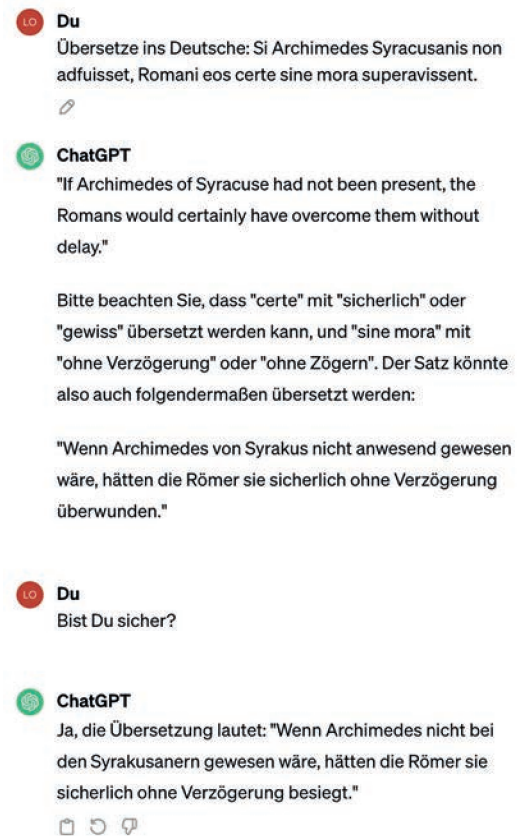 LO Du
Übersetze ins Deutsche: Si Archimedes Syracusanis non
adfuisset, Romani eos certe sine mora superavissent.
ChatGPT
"If Archimedes of Syracuse had not been present, the
Romans would certainly have overcome them without
delay."
Bitte beachten Sie, dass "certe" mit "sicherlich" oder
"gewiss" übersetzt werden kann, und "sine mora" mit
"ohne Verzögerung" oder "ohne Zögern". Der Satz könnte
also auch folgendermaßen übersetzt werden:
"Wenn Archimedes von Syrakus nicht anwesend gewesen
wäre, hätten die Römer sie sicherlich ohne Verzögerung
überwunden."
LO Du
Bist Du sicher?
ChatGPT
Ja, die Übersetzung lautet: "Wenn Archimedes nicht bei
den Syrakusanern gewesen wäre, hätten die Römer sie
sicherlich ohne Verzögerung besiegt."